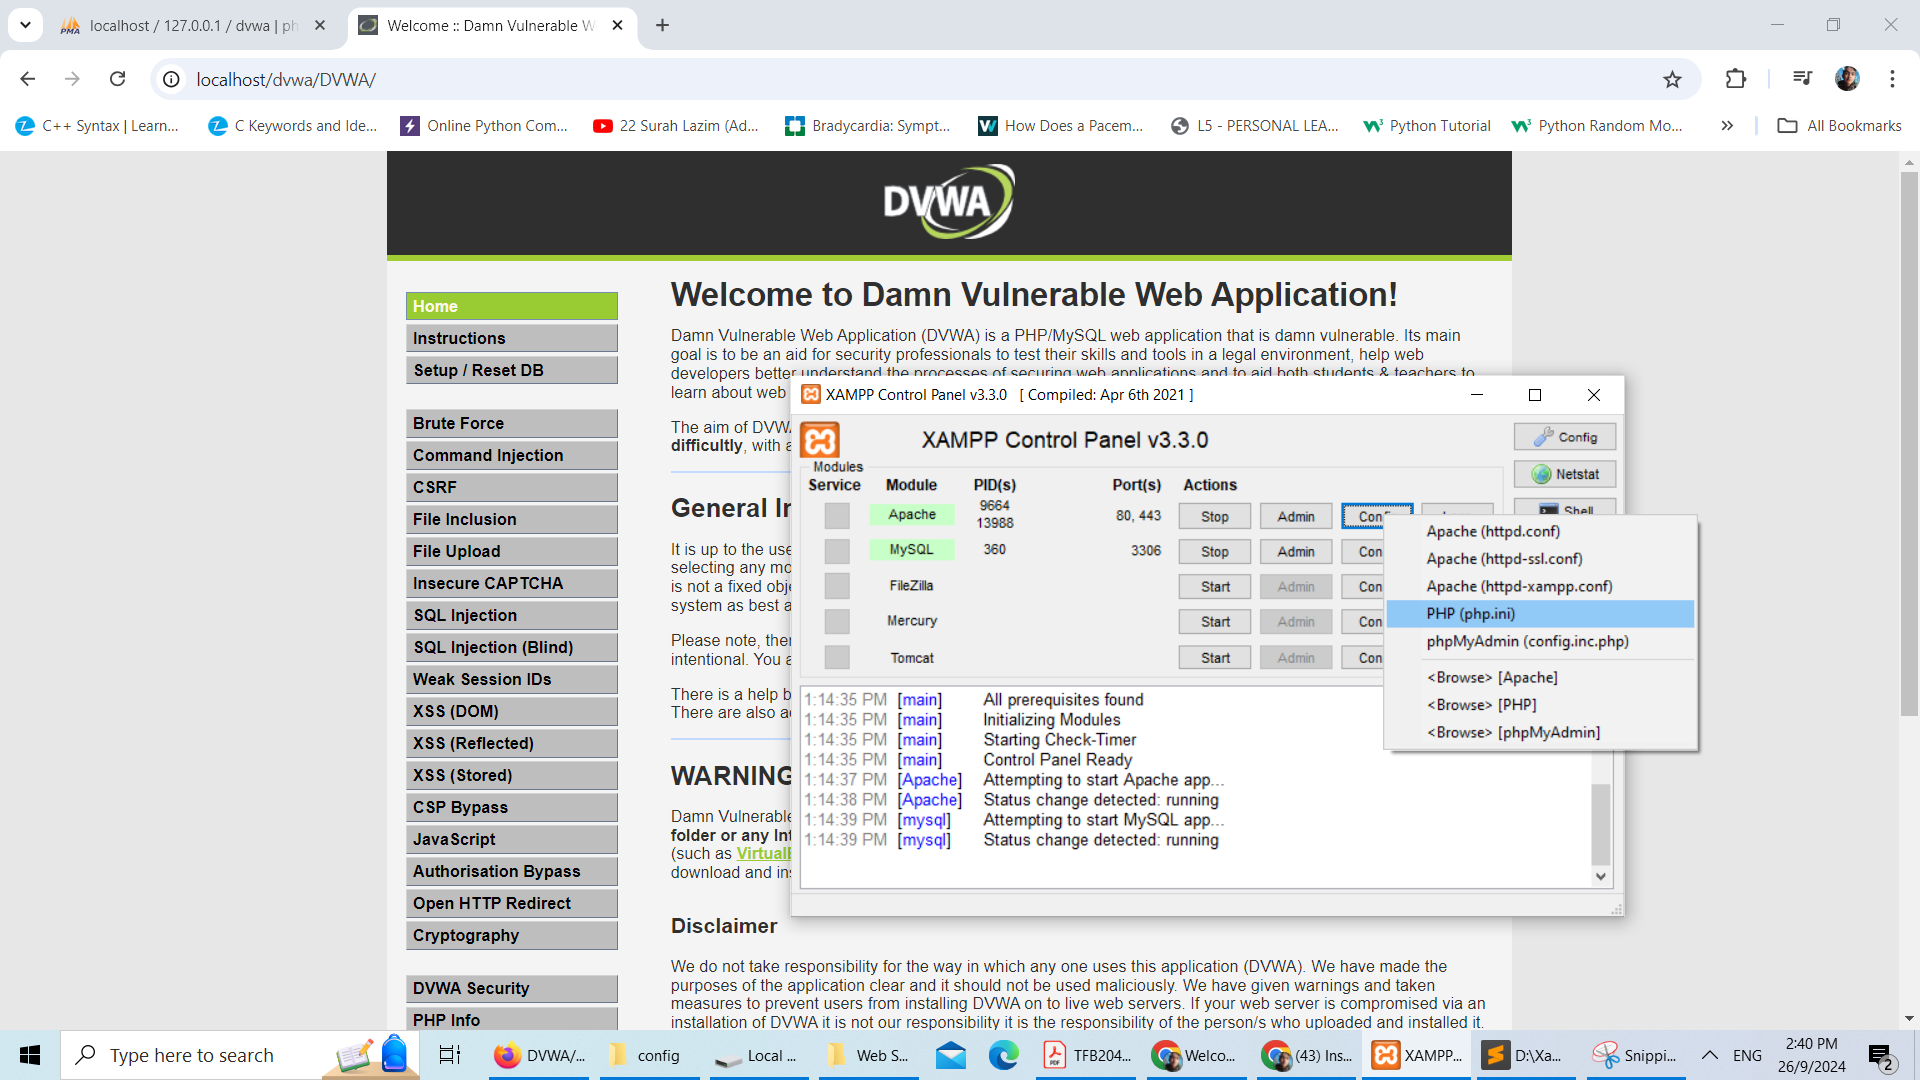 localhost / 127.0.0.1 / dvwa | ph
Welcome :: Damn Vulnerable W
localhost/dvwa/DVWA/
C++ Syntax | Learn...
C Keywords and Ide...
Online Python Com...
22 Surah Lazim (Ad...
Bradycardia: Sympt...
How Does a Pacem...
L5 - PERSONAL LEA...
Python Tutorial
Python Random Mo...
All Bookmarks
DVWA
Home
Instructions
Setup / Reset DB
Brute Force
Command Injection
CSRF
File Inclusion
File Upload
Insecure CAPTCHA
SQL Injection
SQL Injection (Blind)
Weak Session IDs
XSS (DOM)
XSS (Reflected)
XSS (Stored)
CSP Bypass
JavaScript
Authorisation Bypass
Open HTTP Redirect
Cryptography
DVWA Security
PHP Info
Welcome to Damn Vulnerable Web Application!
Damn Vulnerable Web Application (DVWA) is a PHP/MySQL web application that is damn vulnerable. Its main
goal is to be an aid for security professionals to test their skills and tools in a legal environment, help web
developers better understand the processes of securing web applications and to aid both students & teachers to
learn about web
The aim of DVWA
difficultly, with a
General In
It is up to the use
selecting any mo
is not a fixed obje
system as best a
Please note, ther
intentional. You a
There is a help b
There are also ad
WARNING
Damn Vulnerable
folder or any Int
(such as VirtualB
download and ins
Disclaimer
We do not take responsibility for the way in which any one uses this application (DVWA). We have made the
purposes of the application clear and it should not be used maliciously. We have given warnings and taken
measures to prevent users from installing DVWA on to live web servers. If your web server is compromised via an
installation of DVWA it is not our responsibility it is the responsibility of the person/s who uploaded and installed it.
XAMPP Control Panel v3.3.0 [ Compiled: Apr 6th 2021 ]
XAMPP Control Panel v3.3.0
Config
Netstat
Shell
Modules
Service Module PID(s) Port(s) Actions
Apache 9664 13988 80, 443 Stop Admin Conf
MySQL 360 3306 Stop Admin Con
FileZilla Start Admin Con
Mercury Start Admin Con
Tomcat Start Admin Con
1:14:35 PM [main] All prerequisites found
1:14:35 PM [main] Initializing Modules
1:14:35 PM [main] Starting Check-Timer
1:14:35 PM [main] Control Panel Ready
1:14:37 PM [Apache] Attempting to start Apache app...
1:14:38 PM [Apache] Status change detected: running
1:14:39 PM [mysql] Attempting to start MySQL app...
1:14:39 PM [mysql] Status change detected: running
Apache (httpd.conf)
Apache (httpd-ssl.conf)
Apache (httpd-xampp.conf)
PHP (php.ini)
phpMyAdmin (config.inc.php)
<Browse> [Apache]
<Browse> [PHP]
<Browse> [phpMyAdmin]
Type here to search
DVWA/...
config
Local ...
Web S...
TFB204...
Welco...
(43) Ins...
XAMPP...
D:\Xa...
Snippi...
ENG
2:40 PM
26/9/2024
2